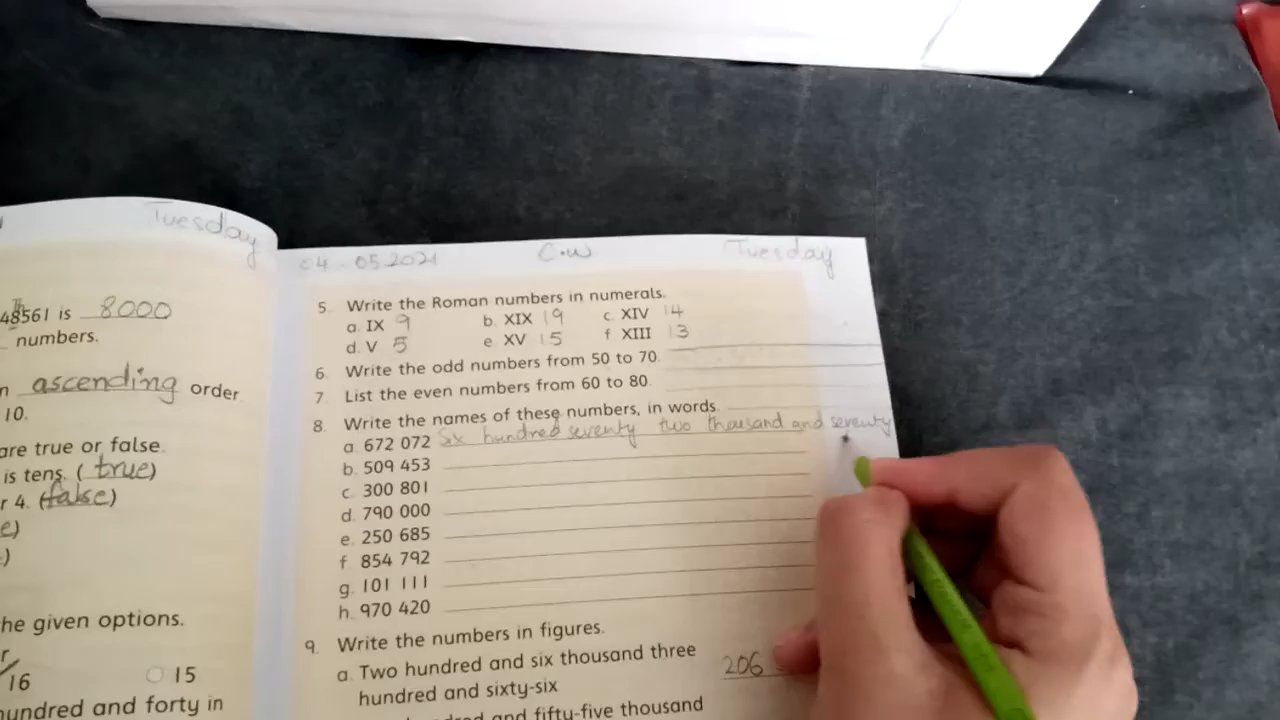 Tuesday
48561 is 8000
numbers.
ascending order
10.
are true or false.
is tens. (true)
r 4. (false)
e)
)
he given options.
16 15
hundred and forty in
04-05.2021 C.W Tuesday
5. Write the Roman numbers in numerals.
a. IX 9 b. XIX 19 c. XIV 14
d. V 5 e. XV 15 f XIII 13
6. Write the odd numbers from 50 to 70.
7. List the even numbers from 60 to 80.
8. Write the names of these numbers, in words.
a. 672 072 Six hundred seventy two thousand and seventy
b. 509 453
c. 300 801
d. 790 000
e. 250 685
f. 854 792
g. 101 111
h. 970 420
9. Write the numbers in figures.
a. Two hundred and six thousand three 206
hundred and sixty-six
and fifty-five thousand